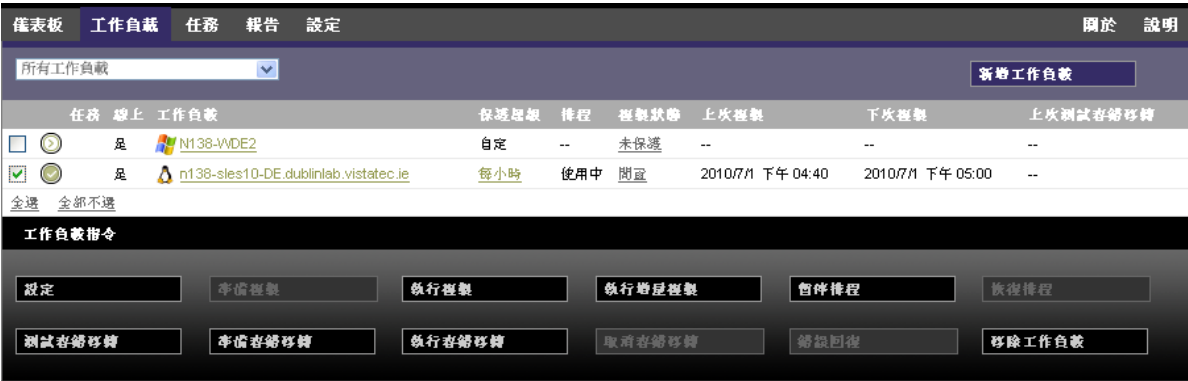 儀表板 工作負載 任務 報告 設定 關於 說明
所有工作負載 新增工作負載
任務 線上 工作負載 保護層級 排程 複製狀態 上次複製 下次複製 上次測試容錯移轉
是 N138-WDE2 自定 -- 未保護 -- -- --
是 n138-sles10-DE.dublinlab.vistatec.ie 每小時 使用中 閒置 2010/7/1 下午 04:40 2010/7/1 下午 05:00 --
全選 全部不選
工作負載指令
設定 準備複製 執行複製 執行增量複製 暫停排程 恢復排程
測試容錯移轉 準備容錯移轉 執行容錯移轉 取消容錯移轉 錯誤回復 移除工作負載